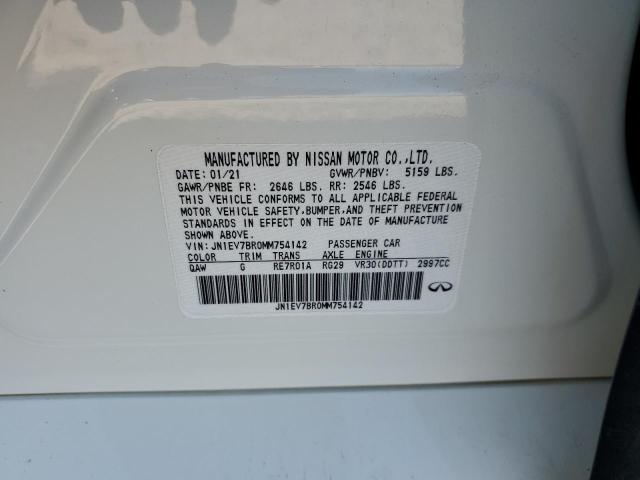 MANUFACTURED BY NISSAN MOTOR CO.,LTD.
DATE: 01/21 GVWR/PNBV: 5159 LBS.
GAWR/PNBE FR: 2646 LBS. RR: 2546 LBS.
THIS VEHICLE CONFORMS TO ALL APPLICABLE FEDERAL
MOTOR VEHICLE SAFETY, BUMPER, AND THEFT PREVENTION
STANDARDS IN EFFECT ON THE DATE OF MANUFACTURE
SHOWN ABOVE.
VIN: JN1EV7BR0MM754142 PASSENGER CAR
COLOR TRIM TRANS AXLE ENGINE
QAW G RE7R01A RG29 VR30(DDTT) 2997CC
JN1EV7BR0MM754142